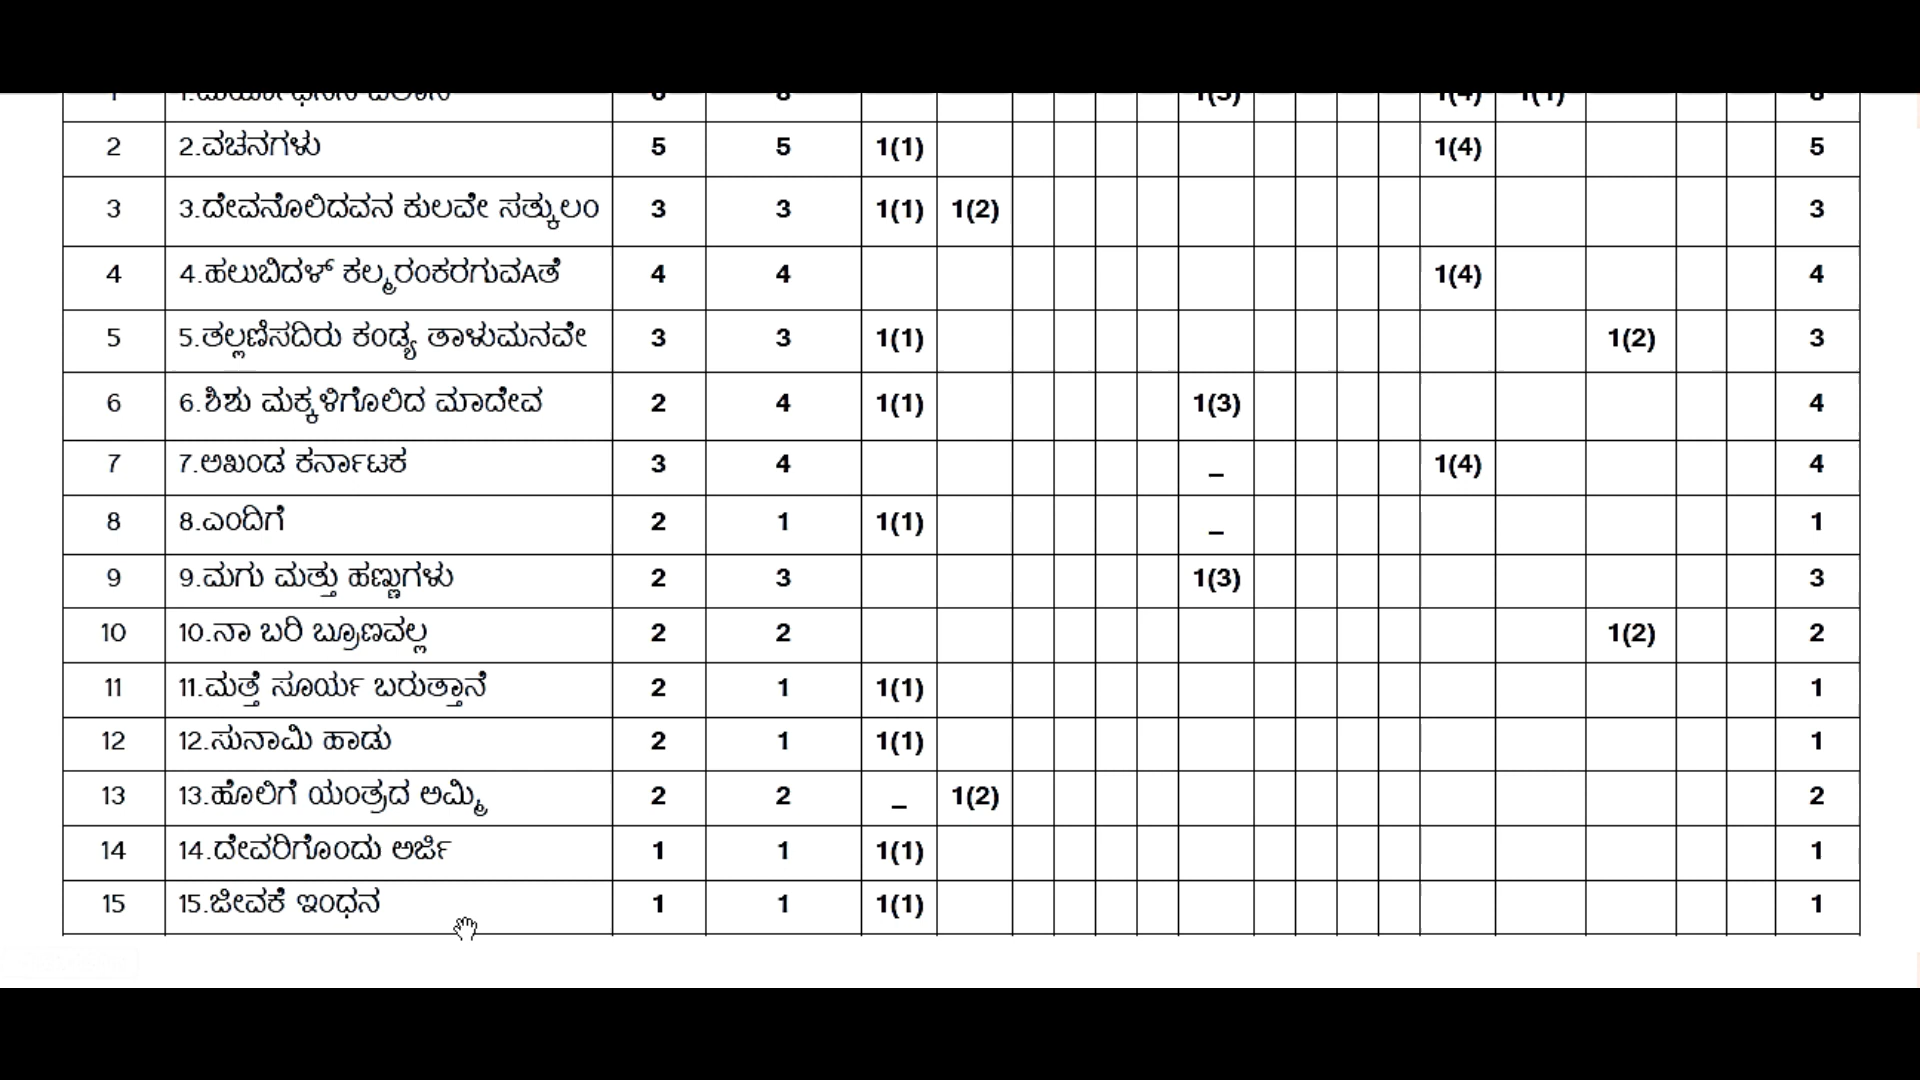 2 2.ವಚನಗಳು 5 5 1(1) 1(4) 5
3 3.ದೇವನೊಲಿದವನ ಕುಲವೇ ಸತ್ಕುಲಂ 3 3 1(1) 1(2) 3
4 4.ಹಲುಬಿದಳ್ ಕಲ್ಮರಂಕರಗುವAತೆ 4 4 1(4) 4
5 5.ತಲ್ಲಣಿಸದಿರು ಕಂಡ್ಯ ತಾಳುಮನವೇ 3 3 1(1) 1(2) 3
6 6.ಶಿಶು ಮಕ್ಕಳಿಗೊಲಿದ ಮಾದೇವ 2 4 1(1) 1(3) 4
7 7.ಅಖಂಡ ಕರ್ನಾಟಕ 3 4 _ 1(4) 4
8 8.ಎಂದಿಗೆ 2 1 1(1) _ 1
9 9.ಮಗು ಮತ್ತು ಹಣ್ಣುಗಳು 2 3 1(3) 3
10 10.ನಾ ಬರಿ ಬ್ರೂಣವಲ್ಲ 2 2 1(2) 2
11 11.ಮತ್ತೆ ಸೂರ್ಯ ಬರುತ್ತಾನೆ 2 1 1(1) 1
12 12.ಸುನಾಮಿ ಹಾಡು 2 1 1(1) 1
13 13.ಹೊಲಿಗೆ ಯಂತ್ರದ ಅಮ್ಮಿ 2 2 _ 1(2) 2
14 14.ದೇವರಿಗೊಂದು ಅರ್ಜಿ 1 1 1(1) 1
15 15.ಜೀವಕೆ ಇಂಧನ 1 1 1(1) 1